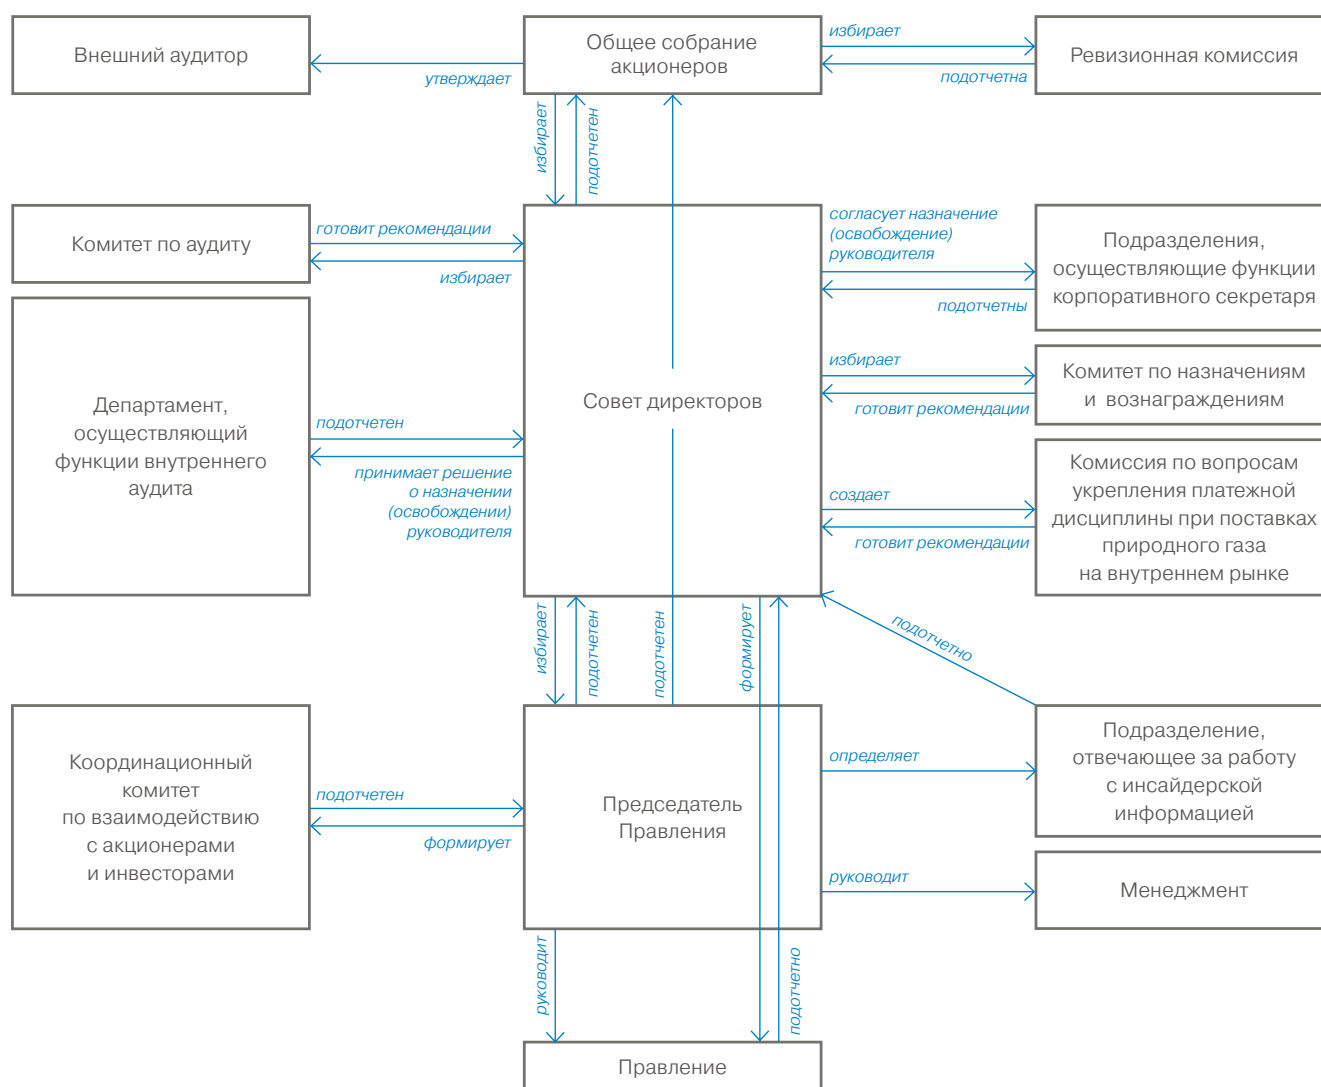 Внешний аудитор
утверждает
Общее собрание
акционеров
избирает
подотчетна
Ревизионная комиссия
избирает
подотчетен
Комитет по аудиту
готовит рекомендации
избирает
Департамент,
осуществляющий
функции внутреннего
аудита
подотчетен
принимает решение
о назначении
(освобождении)
руководителя
Совет директоров
согласует назначение
(освобождение)
руководителя
подотчетны
Подразделения,
осуществляющие функции
корпоративного секретаря
избирает
готовит рекомендации
Комитет по назначениям
и вознаграждениям
создает
готовит рекомендации
Комиссия по вопросам
укрепления платежной
дисциплины при поставках
природного газа
на внутреннем рынке
избирает
подотчетен
подотчетен
формирует
подотчетно
Координационный
комитет
по взаимодействию
с акционерами
и инвесторами
подотчетен
формирует
Председатель
Правления
определяет
Подразделение,
отвечающее за работу
с инсайдерской
информацией
руководит
Менеджмент
руководит
подотчетно
Правление